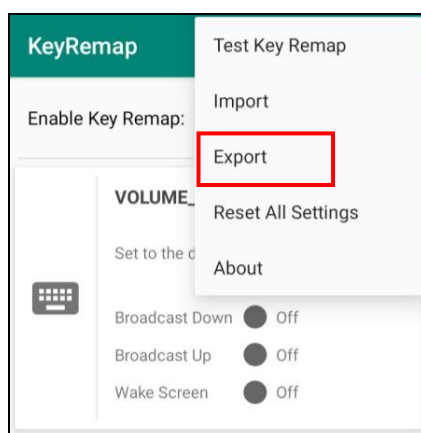 KeyRemap
Test Key Remap
Import
Enable Key Remap:
Export
VOLUME_
Reset All Settings
Set to the d
About
Broadcast Down Off
Broadcast Up Off
Wake Screen Off